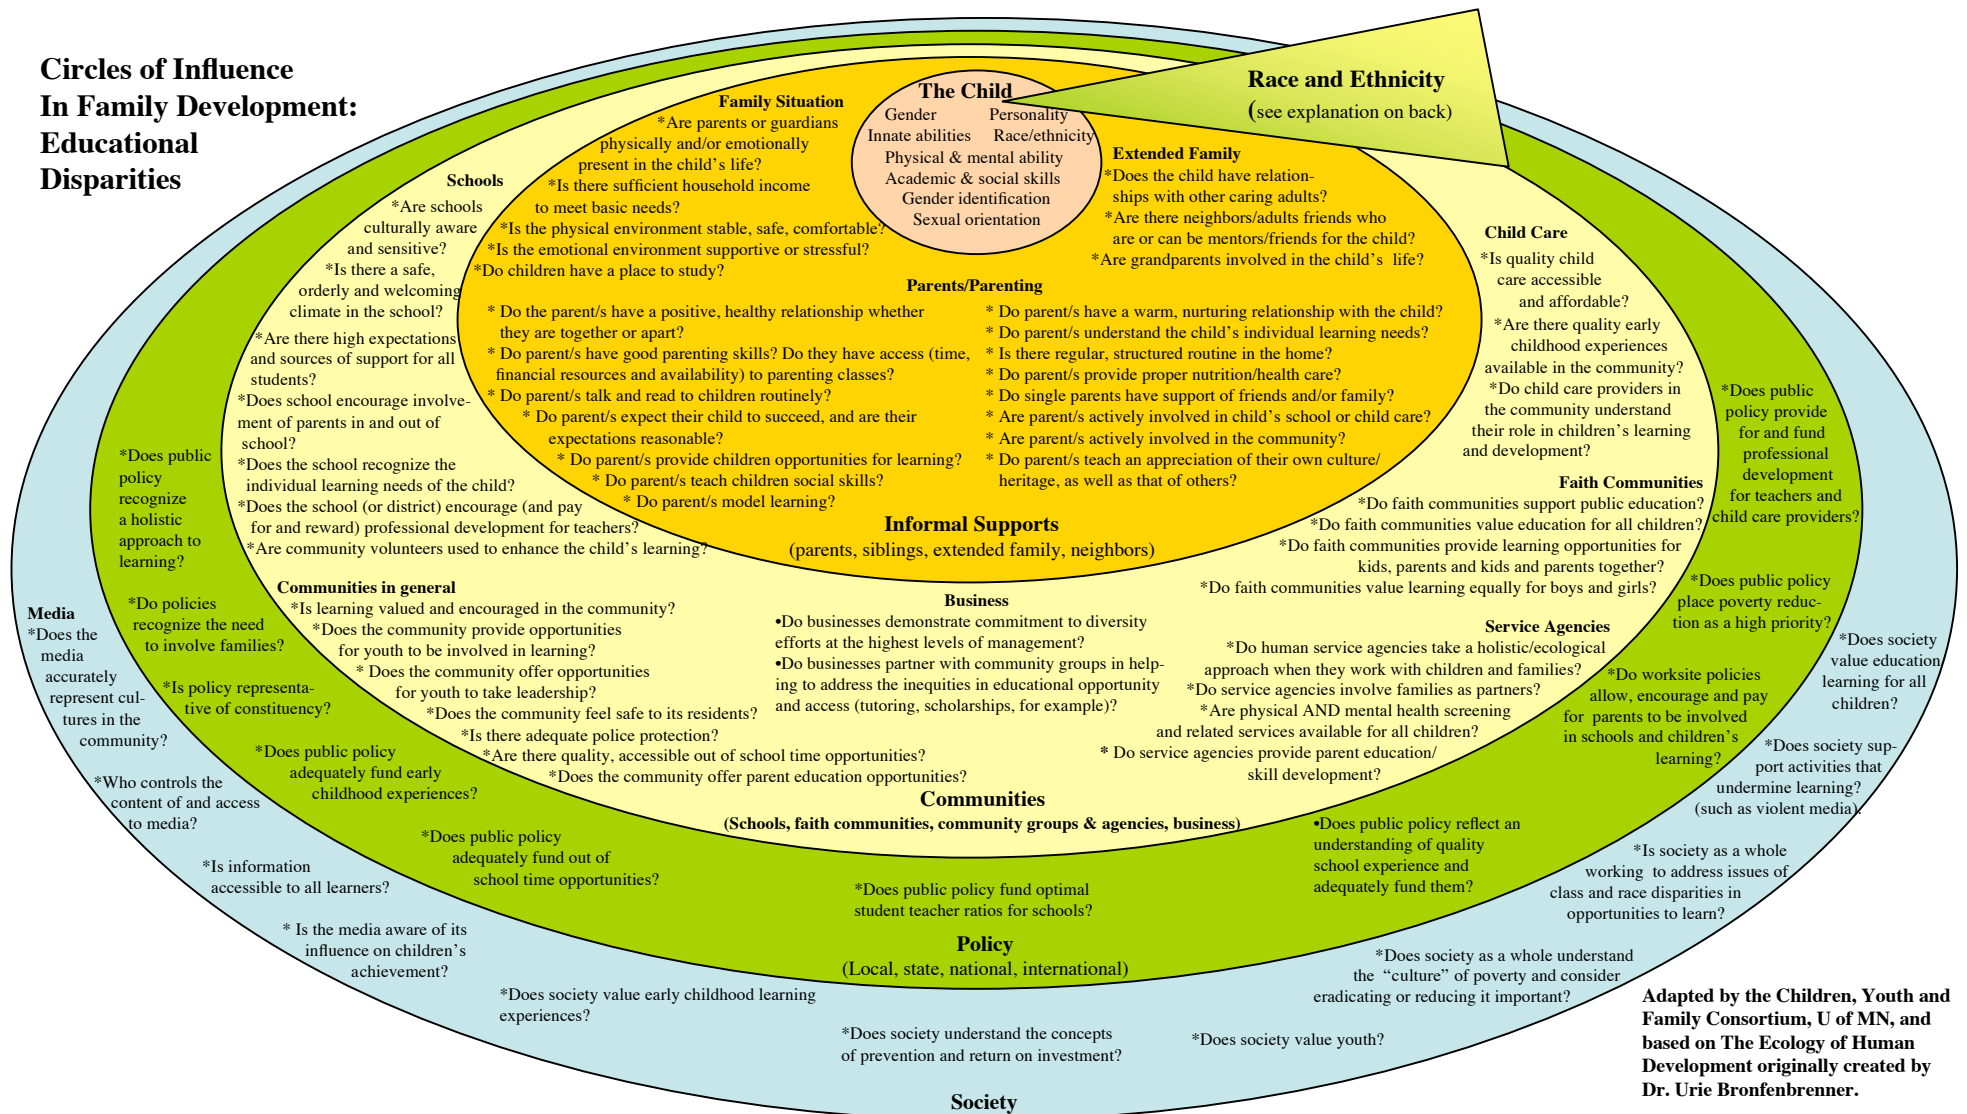 Circles of Influence
In Family Development:
Educational
Disparities
Race and Ethnicity
(see explanation on back)
The Child
Gender Personality
Innate abilities Race/ethnicity
Physical & mental ability
Academic & social skills
Gender identification
Sexual orientation
Family Situation
*Are parents or guardians
physically and/or emotionally
present in the child’s life?
*Is there sufficient household income
to meet basic needs?
*Is the physical environment stable, safe, comfortable?
*Is the emotional environment supportive or stressful?
*Do children have a place to study?
Extended Family
*Does the child have relation-
ships with other caring adults?
*Are there neighbors/adults friends who
are or can be mentors/friends for the child?
*Are grandparents involved in the child’s life?
Parents/Parenting
* Do the parent/s have a positive, healthy relationship whether
they are together or apart?
* Do parent/s have good parenting skills? Do they have access (time,
financial resources and availability) to parenting classes?
* Do parent/s talk and read to children routinely?
* Do parent/s expect their child to succeed, and are their
expectations reasonable?
* Do parent/s provide children opportunities for learning?
* Do parent/s teach children social skills?
* Do parent/s model learning?
* Do parent/s have a warm, nurturing relationship with the child?
* Do parent/s understand the child’s individual learning needs?
* Is there regular, structured routine in the home?
* Do parent/s provide proper nutrition/health care?
* Do single parents have support of friends and/or family?
* Are parent/s actively involved in child’s school or child care?
* Are parent/s actively involved in the community?
* Do parent/s teach an appreciation of their own culture/
heritage, as well as that of others?
Informal Supports
(parents, siblings, extended family, neighbors)
Schools
*Are schools
culturally aware
and sensitive?
*Is there a safe,
orderly and welcoming
climate in the school?
*Are there high expectations
and sources of support for all
students?
*Does school encourage involve-
ment of parents in and out of
school?
*Does the school recognize the
individual learning needs of the child?
*Does the school (or district) encourage (and pay
for and reward) professional development for teachers?
*Are community volunteers used to enhance the child’s learning?
Child Care
*Is quality child
care accessible
and affordable?
*Are there quality early
childhood experiences
available in the community?
*Do child care providers in
the community understand
their role in children’s learning
and development?
Faith Communities
*Do faith communities support public education?
*Do faith communities value education for all children?
*Do faith communities provide learning opportunities for
kids, parents and kids and parents together?
*Do faith communities value learning equally for boys and girls?
Communities in general
*Is learning valued and encouraged in the community?
*Does the community provide opportunities
for youth to be involved in learning?
* Does the community offer opportunities
for youth to take leadership?
*Does the community feel safe to its residents?
*Is there adequate police protection?
*Are there quality, accessible out of school time opportunities?
*Does the community offer parent education opportunities?
Business
•Do businesses demonstrate commitment to diversity
efforts at the highest levels of management?
•Do businesses partner with community groups in help-
ing to address the inequities in educational opportunity
and access (tutoring, scholarships, for example)?
Service Agencies
*Do human service agencies take a holistic/ecological
approach when they work with children and families?
*Do service agencies involve families as partners?
*Are physical AND mental health screening
and related services available for all children?
* Do service agencies provide parent education/
skill development?
Communities
(Schools, faith communities, community groups & agencies, business)
*Does public
policy
recognize
a holistic
approach to
learning?
*Do policies
recognize the need
to involve families?
*Is policy representa-
tive of constituency?
*Does public policy
adequately fund early
childhood experiences?
*Does public policy
adequately fund out of
school time opportunities?
*Does public policy fund optimal
student teacher ratios for schools?
•Does public policy reflect an
understanding of quality
school experience and
adequately fund them?
*Do worksite policies
allow, encourage and pay
for parents to be involved
in schools and children’s
learning?
*Does public policy
place poverty reduc-
tion as a high priority?
*Does public
policy provide
for and fund
professional
development
for teachers and
child care providers?
Policy
(Local, state, national, international)
Media
*Does the
media
accurately
represent cul-
tures in the
community?
*Who controls the
content of and access
to media?
*Is information
accessible to all learners?
* Is the media aware of its
influence on children’s
achievement?
*Does society value early childhood learning
experiences?
*Does society understand the concepts
of prevention and return on investment?
*Does society value youth?
*Does society as a whole understand
the “culture” of poverty and consider
eradicating or reducing it important?
*Is society as a whole
working to address issues of
class and race disparities in
opportunities to learn?
*Does society sup-
port activities that
undermine learning?
(such as violent media).
*Does society
value education
learning for all
children?
Society
Adapted by the Children, Youth and
Family Consortium, U of MN, and
based on The Ecology of Human
Development originally created by
Dr. Urie Bronfenbrenner.